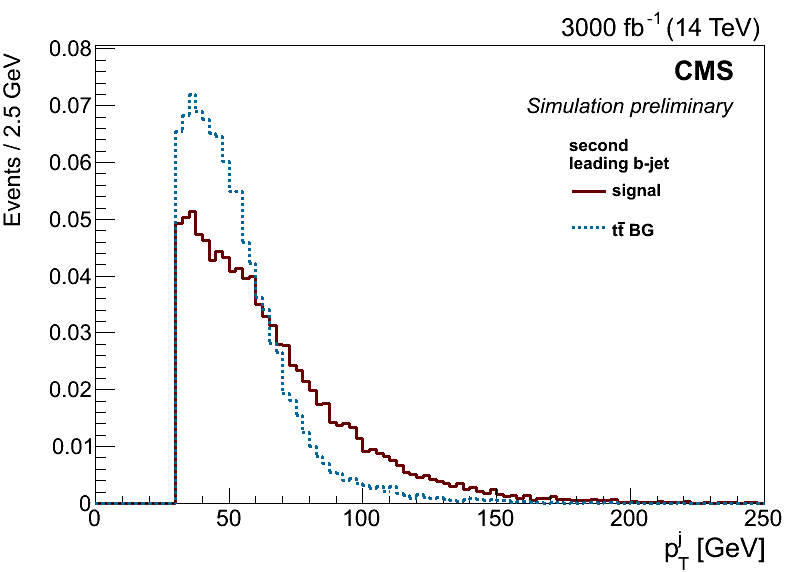 3000 fb-1 (14 TeV)
CMS
Simulation preliminary
second
leading b-jet
signal
tt̄ BG
Events / 2.5 GeV
0.08
0.07
0.06
0.05
0.04
0.03
0.02
0.01
0
0 50 100 150 200 250
pTj [GeV]